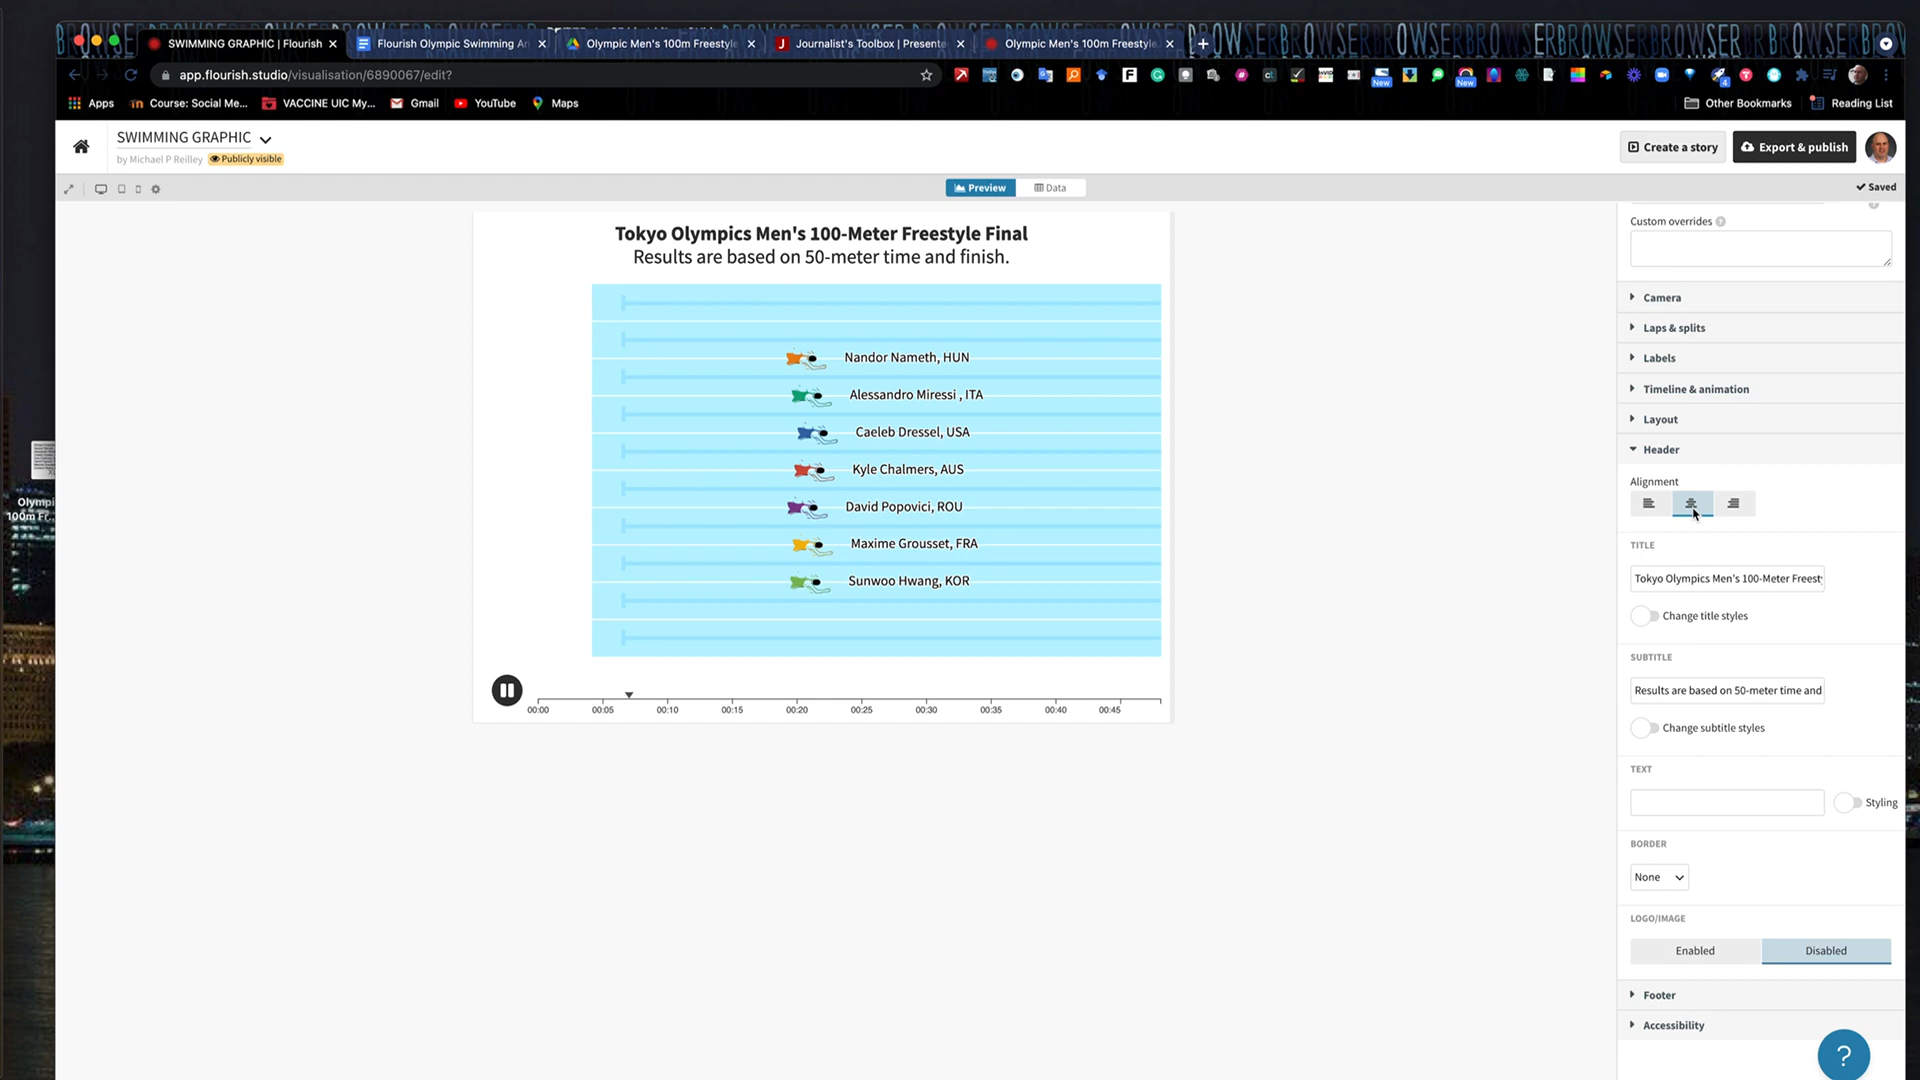 SWIMMING GRAPHIC | Flourish
Flourish Olympic Swimming An
Olympic Men's 100m Freestyle
Journalist's Toolbox | Presente
Olympic Men's 100m Freestyle
app.flourish.studio/visualisation/6890067/edit?
New
New
4
Apps
Course: Social Me...
VACCINE UIC My...
Gmail
YouTube
Maps
Other Bookmarks
Reading List
SWIMMING GRAPHIC
by Michael P Reilley
Publicly visible
Create a story
Export & publish
Preview
Data
Saved
Tokyo Olympics Men's 100-Meter Freestyle Final
Results are based on 50-meter time and finish.
Nandor Nameth, HUN
Alessandro Miressi , ITA
Caeleb Dressel, USA
Kyle Chalmers, AUS
David Popovici, ROU
Maxime Grousset, FRA
Sunwoo Hwang, KOR
00:00 00:05 00:10 00:15 00:20 00:25 00:30 00:35 00:40 00:45
Custom overrides
Camera
Laps & splits
Labels
Timeline & animation
Layout
Header
Alignment
TITLE
Tokyo Olympics Men's 100-Meter Freest
Change title styles
SUBTITLE
Results are based on 50-meter time and
Change subtitle styles
TEXT
Styling
BORDER
None
LOGO/IMAGE
Enabled
Disabled
Footer
Accessibility
?
Olympi
100m Fr...